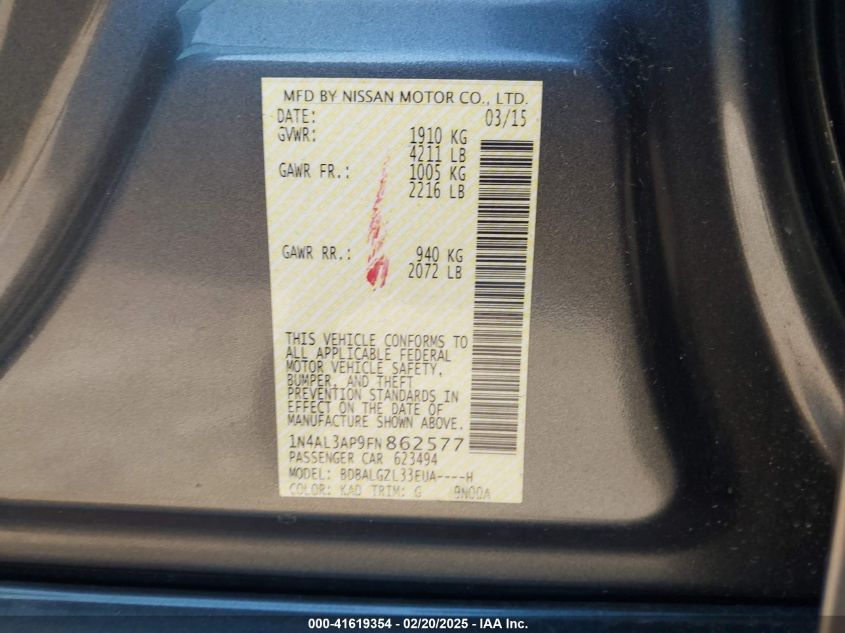 MFD BY NISSAN MOTOR CO., LTD.
DATE: 03/15
GVWR: 1910 KG
4211 LB
GAWR FR.: 1005 KG
2216 LB
GAWR RR.: 940 KG
2072 LB
THIS VEHICLE CONFORMS TO
ALL APPLICABLE FEDERAL
MOTOR VEHICLE SAFETY,
BUMPER, AND THEFT
PREVENTION STANDARDS IN
EFFECT ON THE DATE OF
MANUFACTURE SHOWN ABOVE.
1N4AL3AP9FN862577
PASSENGER CAR 623494
MODEL: BDBALGZL33EUA----H
COLOR: KAD TRIM: G 9N00A
000-41619354 - 02/20/2025 - IAA Inc.